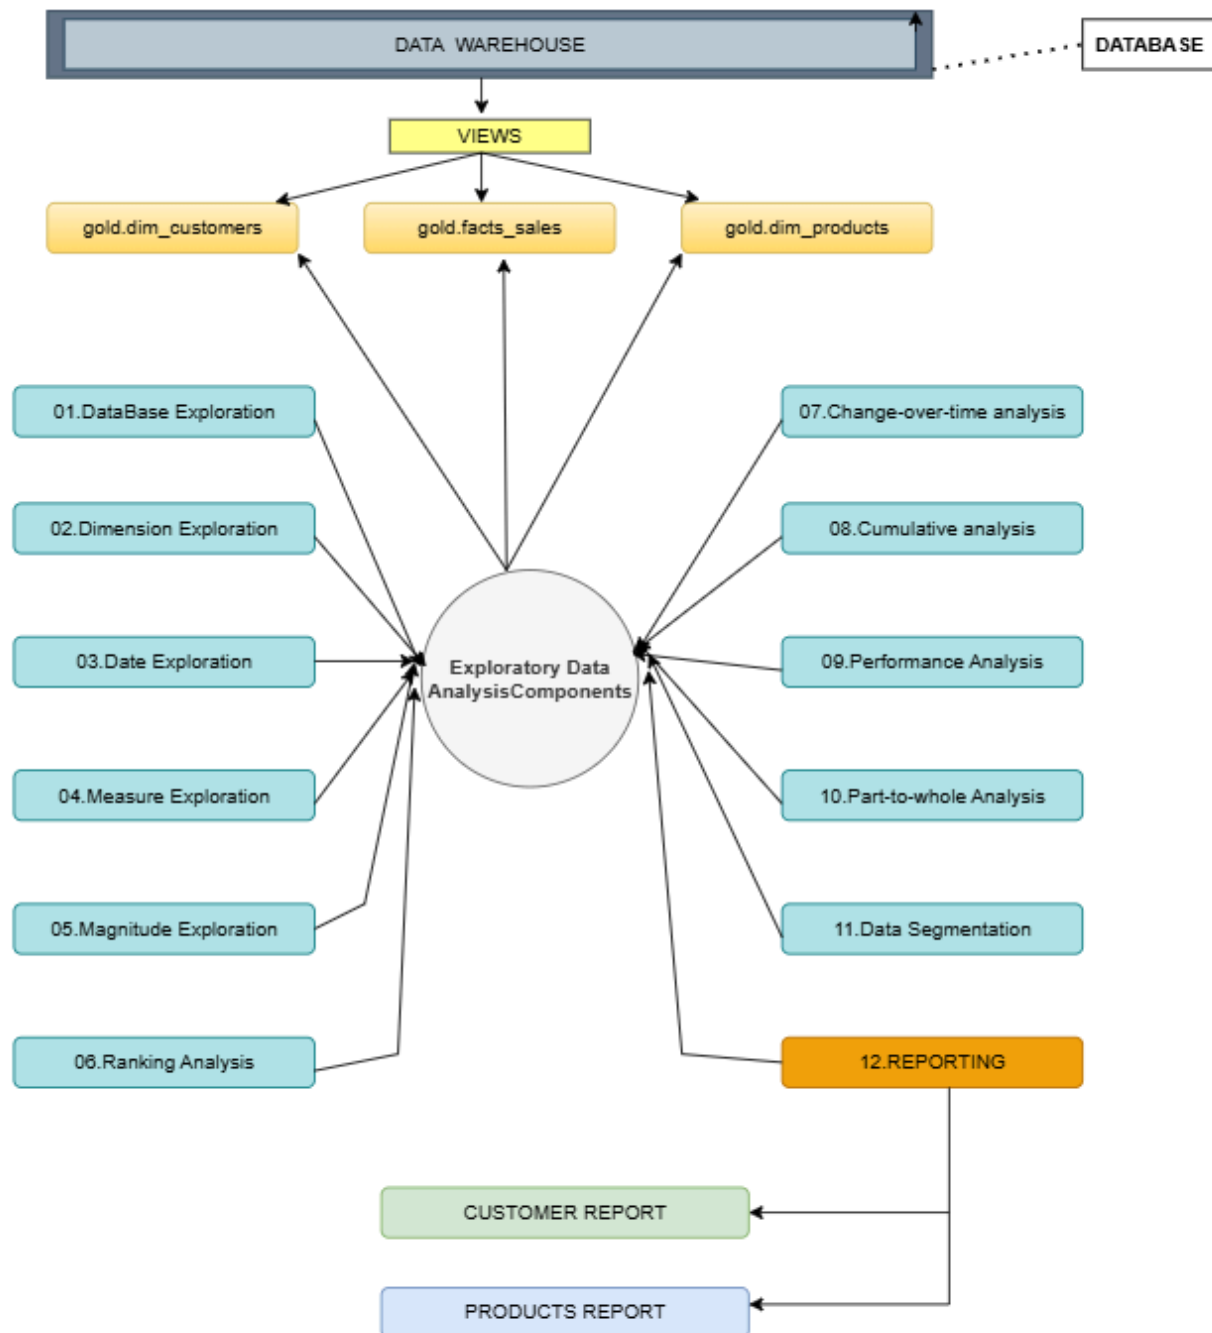 DATA WAREHOUSE
DATABASE
VIEWS
gold.dim_customers
gold.facts_sales
gold.dim_products
01.DataBase Exploration
07.Change-over-time analysis
02.Dimension Exploration
08.Cumulative analysis
03.Date Exploration
Exploratory Data
AnalysisComponents
09.Performance Analysis
04.Measure Exploration
10.Part-to-whole Analysis
05.Magnitude Exploration
11.Data Segmentation
06.Ranking Analysis
12.REPORTING
CUSTOMER REPORT
PRODUCTS REPORT